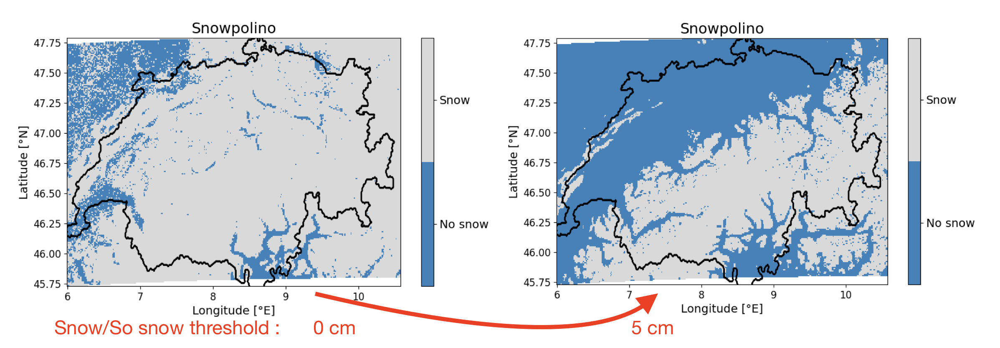 Snowpolino
47.75
47.50
47.25
47.00
46.75
46.50
46.25
46.00
45.75
Latitude [°N]
6 7 8 9 10
Longitude [°E]
Snow
No snow
Snowpolino
47.75
47.50
47.25
47.00
46.75
46.50
46.25
46.00
45.75
Latitude [°N]
6 7 8 9 10
Longitude [°E]
Snow
No snow
Snow/So snow threshold : 0 cm 5 cm